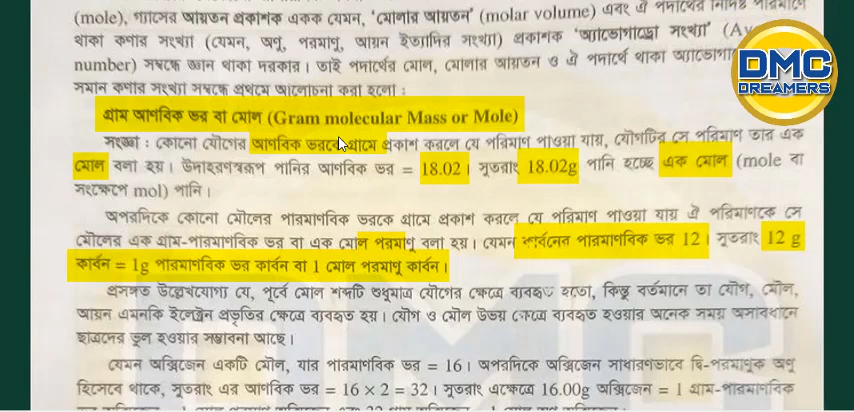 (mole), গ্যাসের আয়তন প্রকাশক একক যেমন, ‘মোলার আয়তন’ (molar volume) এবং ঐ পদার্থের নির্দিষ্ট পরিমাণে
থাকা কণার সংখ্যা (যেমন, অণু, পরমাণু, আয়ন ইত্যাদির সংখ্যা) প্রকাশক ‘অ্যাভোগাড্রো সংখ্যা’
number) সম্বন্ধে জ্ঞান থাকা দরকার। তাই পদার্থের মোল, মোলার আয়তন ও ঐ পদার্থে থাকা
সমান কণার সংখ্যা সম্বন্ধে প্রথমে আলোচনা করা হলো :
DMC
DREAMERS
গ্রাম আণবিক ভর বা মোল (Gram molecular Mass or Mole)
সংজ্ঞা : কোনো যৌগের আণবিক ভরকে গ্রামে প্রকাশ করলে যে পরিমাণ পাওয়া যায়, যৌগটির সে পরিমাণ তার এক
মোল বলা হয়। উদাহরণস্বরূপ পানির আণবিক ভর = 18.02। সুতরাং 18.02g পানি হচ্ছে এক মোল (mole বা
সংক্ষেপে mol) পানি।
অপরদিকে কোনো মৌলের পারমাণবিক ভরকে গ্রামে প্রকাশ করলে যে পরিমাণ পাওয়া যায় ঐ পরিমাণকে সে
মৌলের এক গ্রাম-পারমাণবিক ভর বা এক মোল পরমাণু বলা হয়। যেমন কার্বনের পারমাণবিক ভর 12। সুতরাং 12 g
কার্বন = 1g পারমাণবিক ভর কার্বন বা 1 মোল পরমাণু কার্বন।
প্রসঙ্গত উল্লেখযোগ্য যে, পূর্বে মোল শব্দটি শুধুমাত্র যৌগের ক্ষেত্রে ব্যবহৃত হতো, কিন্তু বর্তমানে তা যৌগ, মৌল,
আয়ন এমনকি ইলেক্ট্রন প্রভৃতির ক্ষেত্রে ব্যবহৃত হয়। যৌগ ও মৌল উভয় ক্ষেত্রে ব্যবহৃত হওয়ার অনেক সময় অসাবধানে
ছাত্রদের ভুল হওয়ার সম্ভাবনা আছে।
যেমন অক্সিজেন একটি মৌল, যার পারমাণবিক ভর = 16। অপরদিকে অক্সিজেন সাধারণভাবে দ্বি-পরমাণুক অণু
হিসেবে থাকে, সুতরাং এর আণবিক ভর = 16 × 2 = 32। সুতরাং এক্ষেত্রে 16.00g অক্সিজেন = 1 গ্রাম-পারমাণবিক